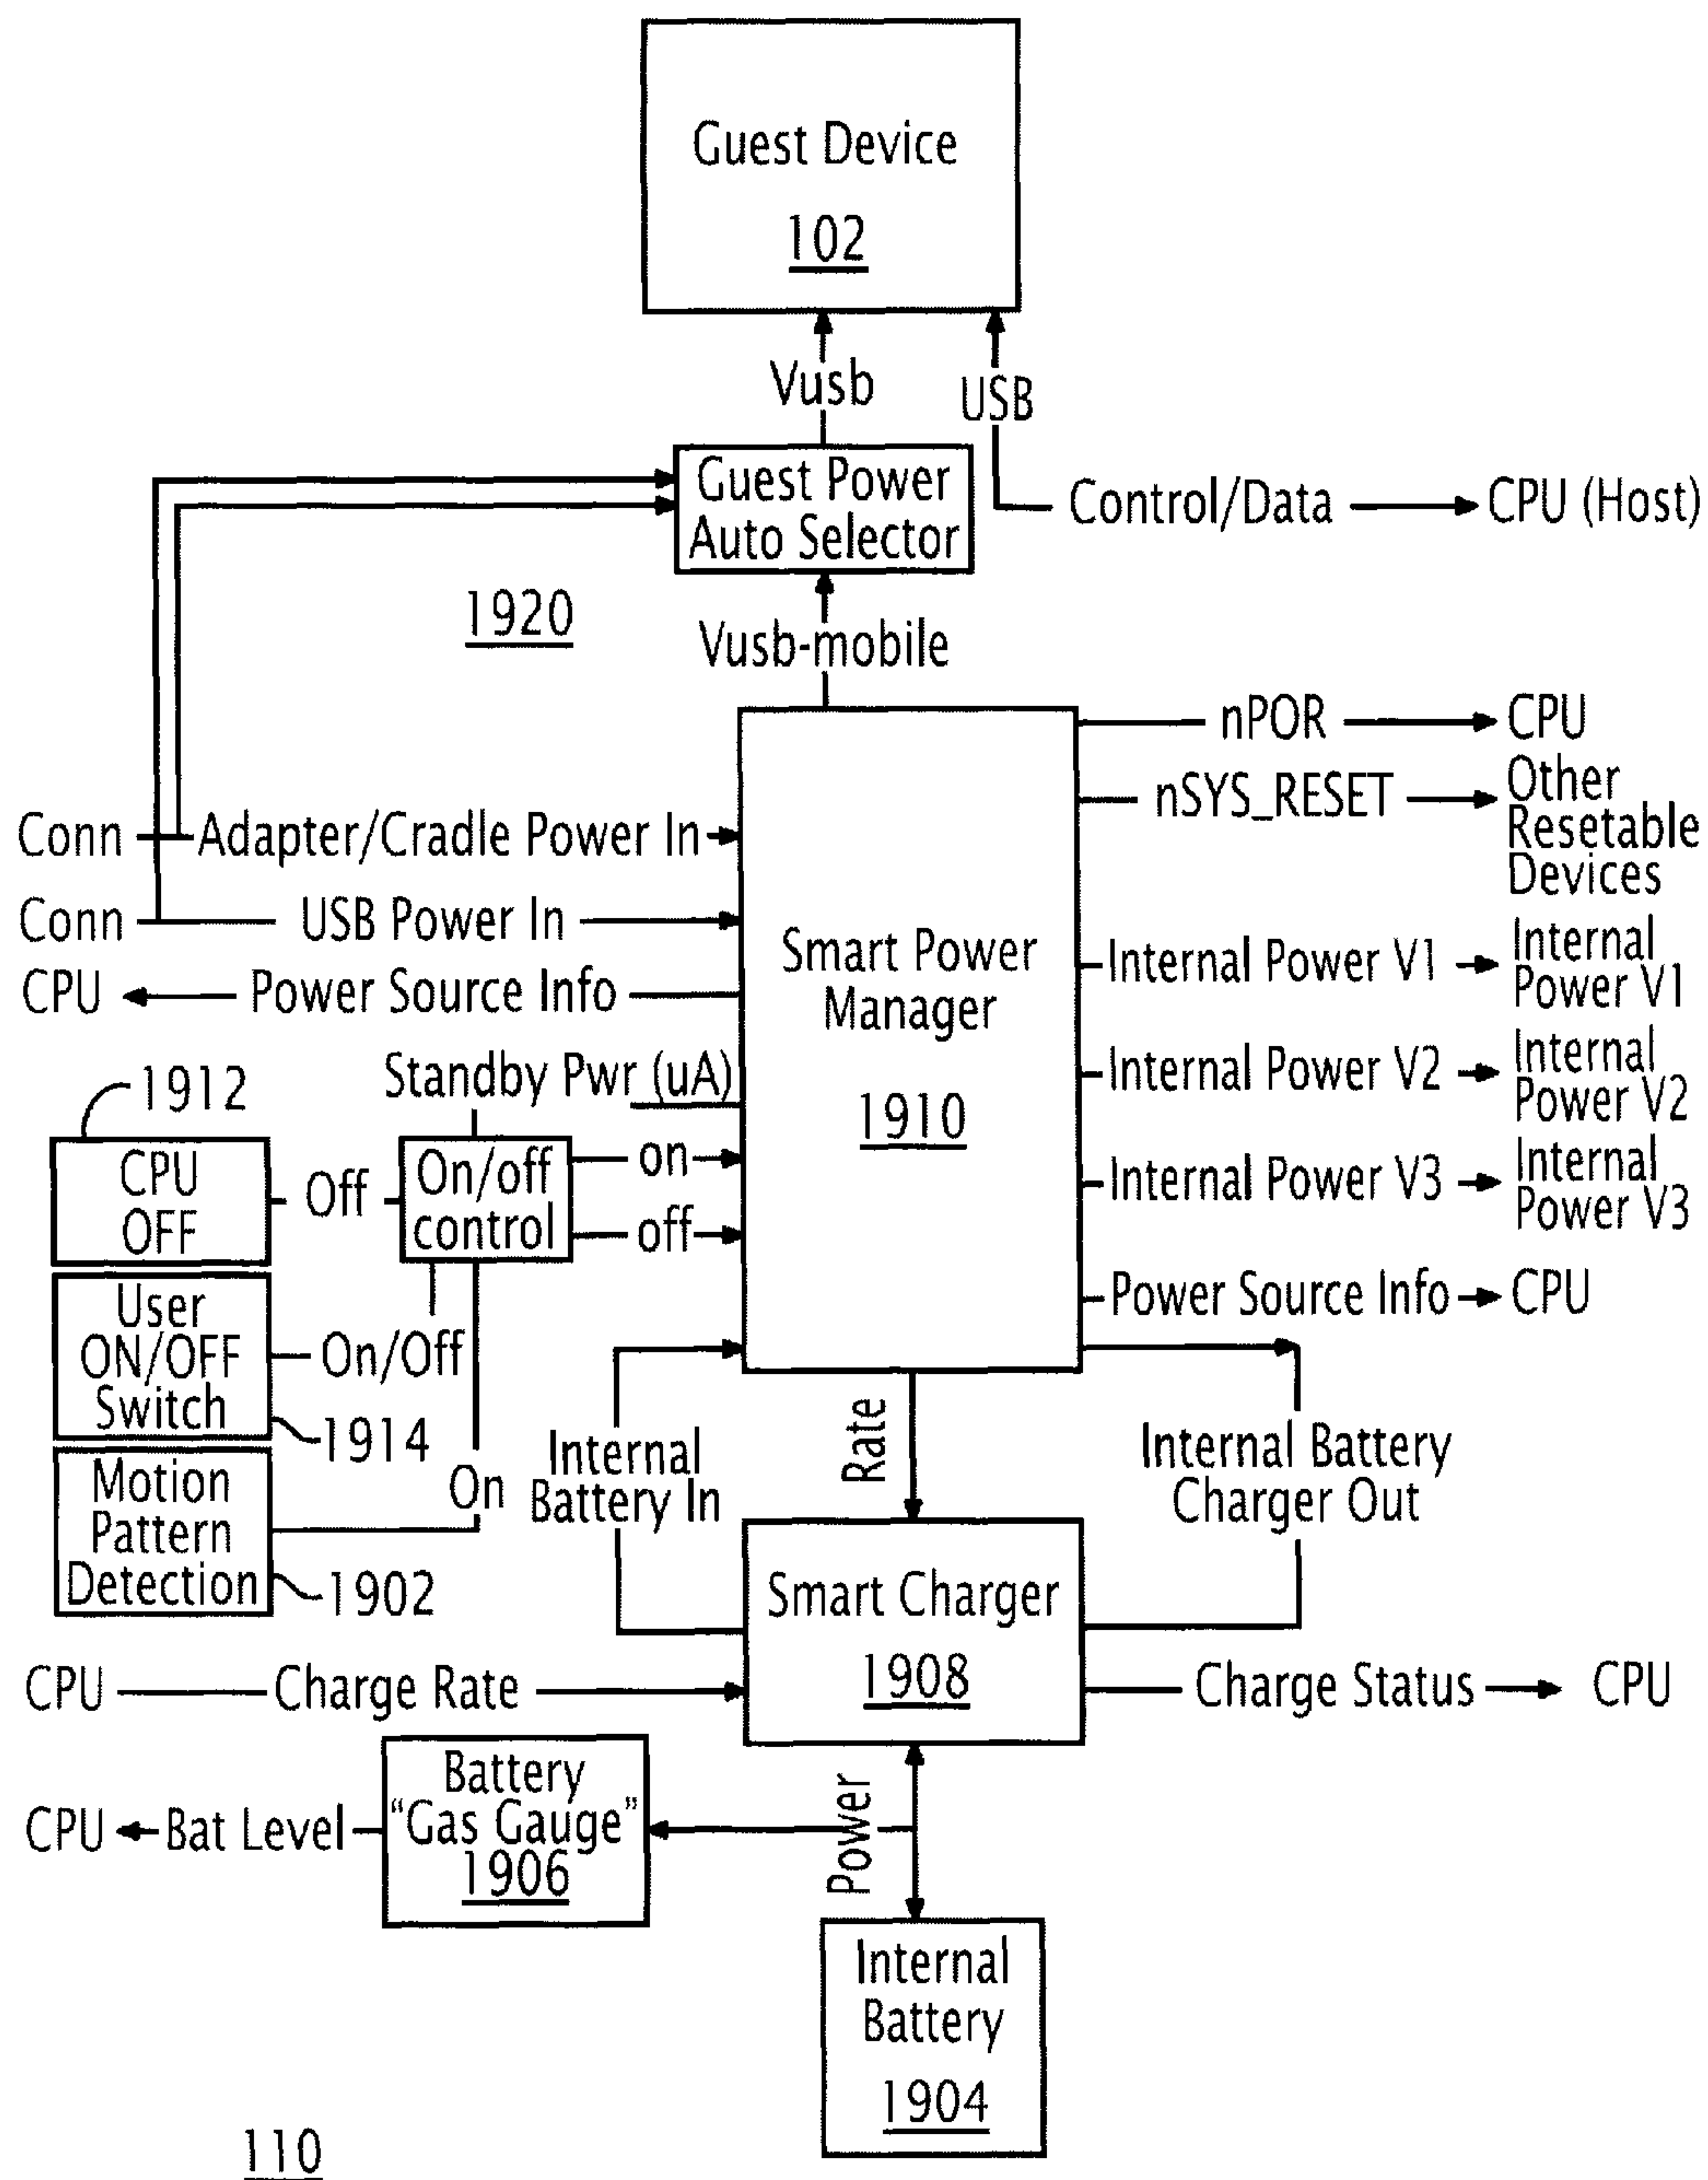 Guest Device
102
Vusb
USB
Guest Power
Auto Selector
Control/Data
CPU (Host)
1920
Vusb-mobile
nPOR
CPU
nSYS_RESET
Other
Resetable
Devices
Conn
Adapter/Cradle Power In
Conn
USB Power In
CPU
Power Source Info
Smart Power
Manager
1910
Internal Power V1
Internal
Power V1
Internal Power V2
Internal
Power V2
Internal Power V3
Internal
Power V3
Power Source Info
CPU
Standby Pwr (uA)
1912
CPU
OFF
Off
On/off
control
on
off
User
ON/OFF
Switch
On/Off
1914
Motion
Pattern
Detection
On
1902
Internal
Battery In
Rate
Internal Battery
Charger Out
Smart Charger
1908
CPU
Charge Rate
Charge Status
CPU
Battery
"Gas Gauge"
1906
CPU
Bat Level
Power
Internal
Battery
1904
110